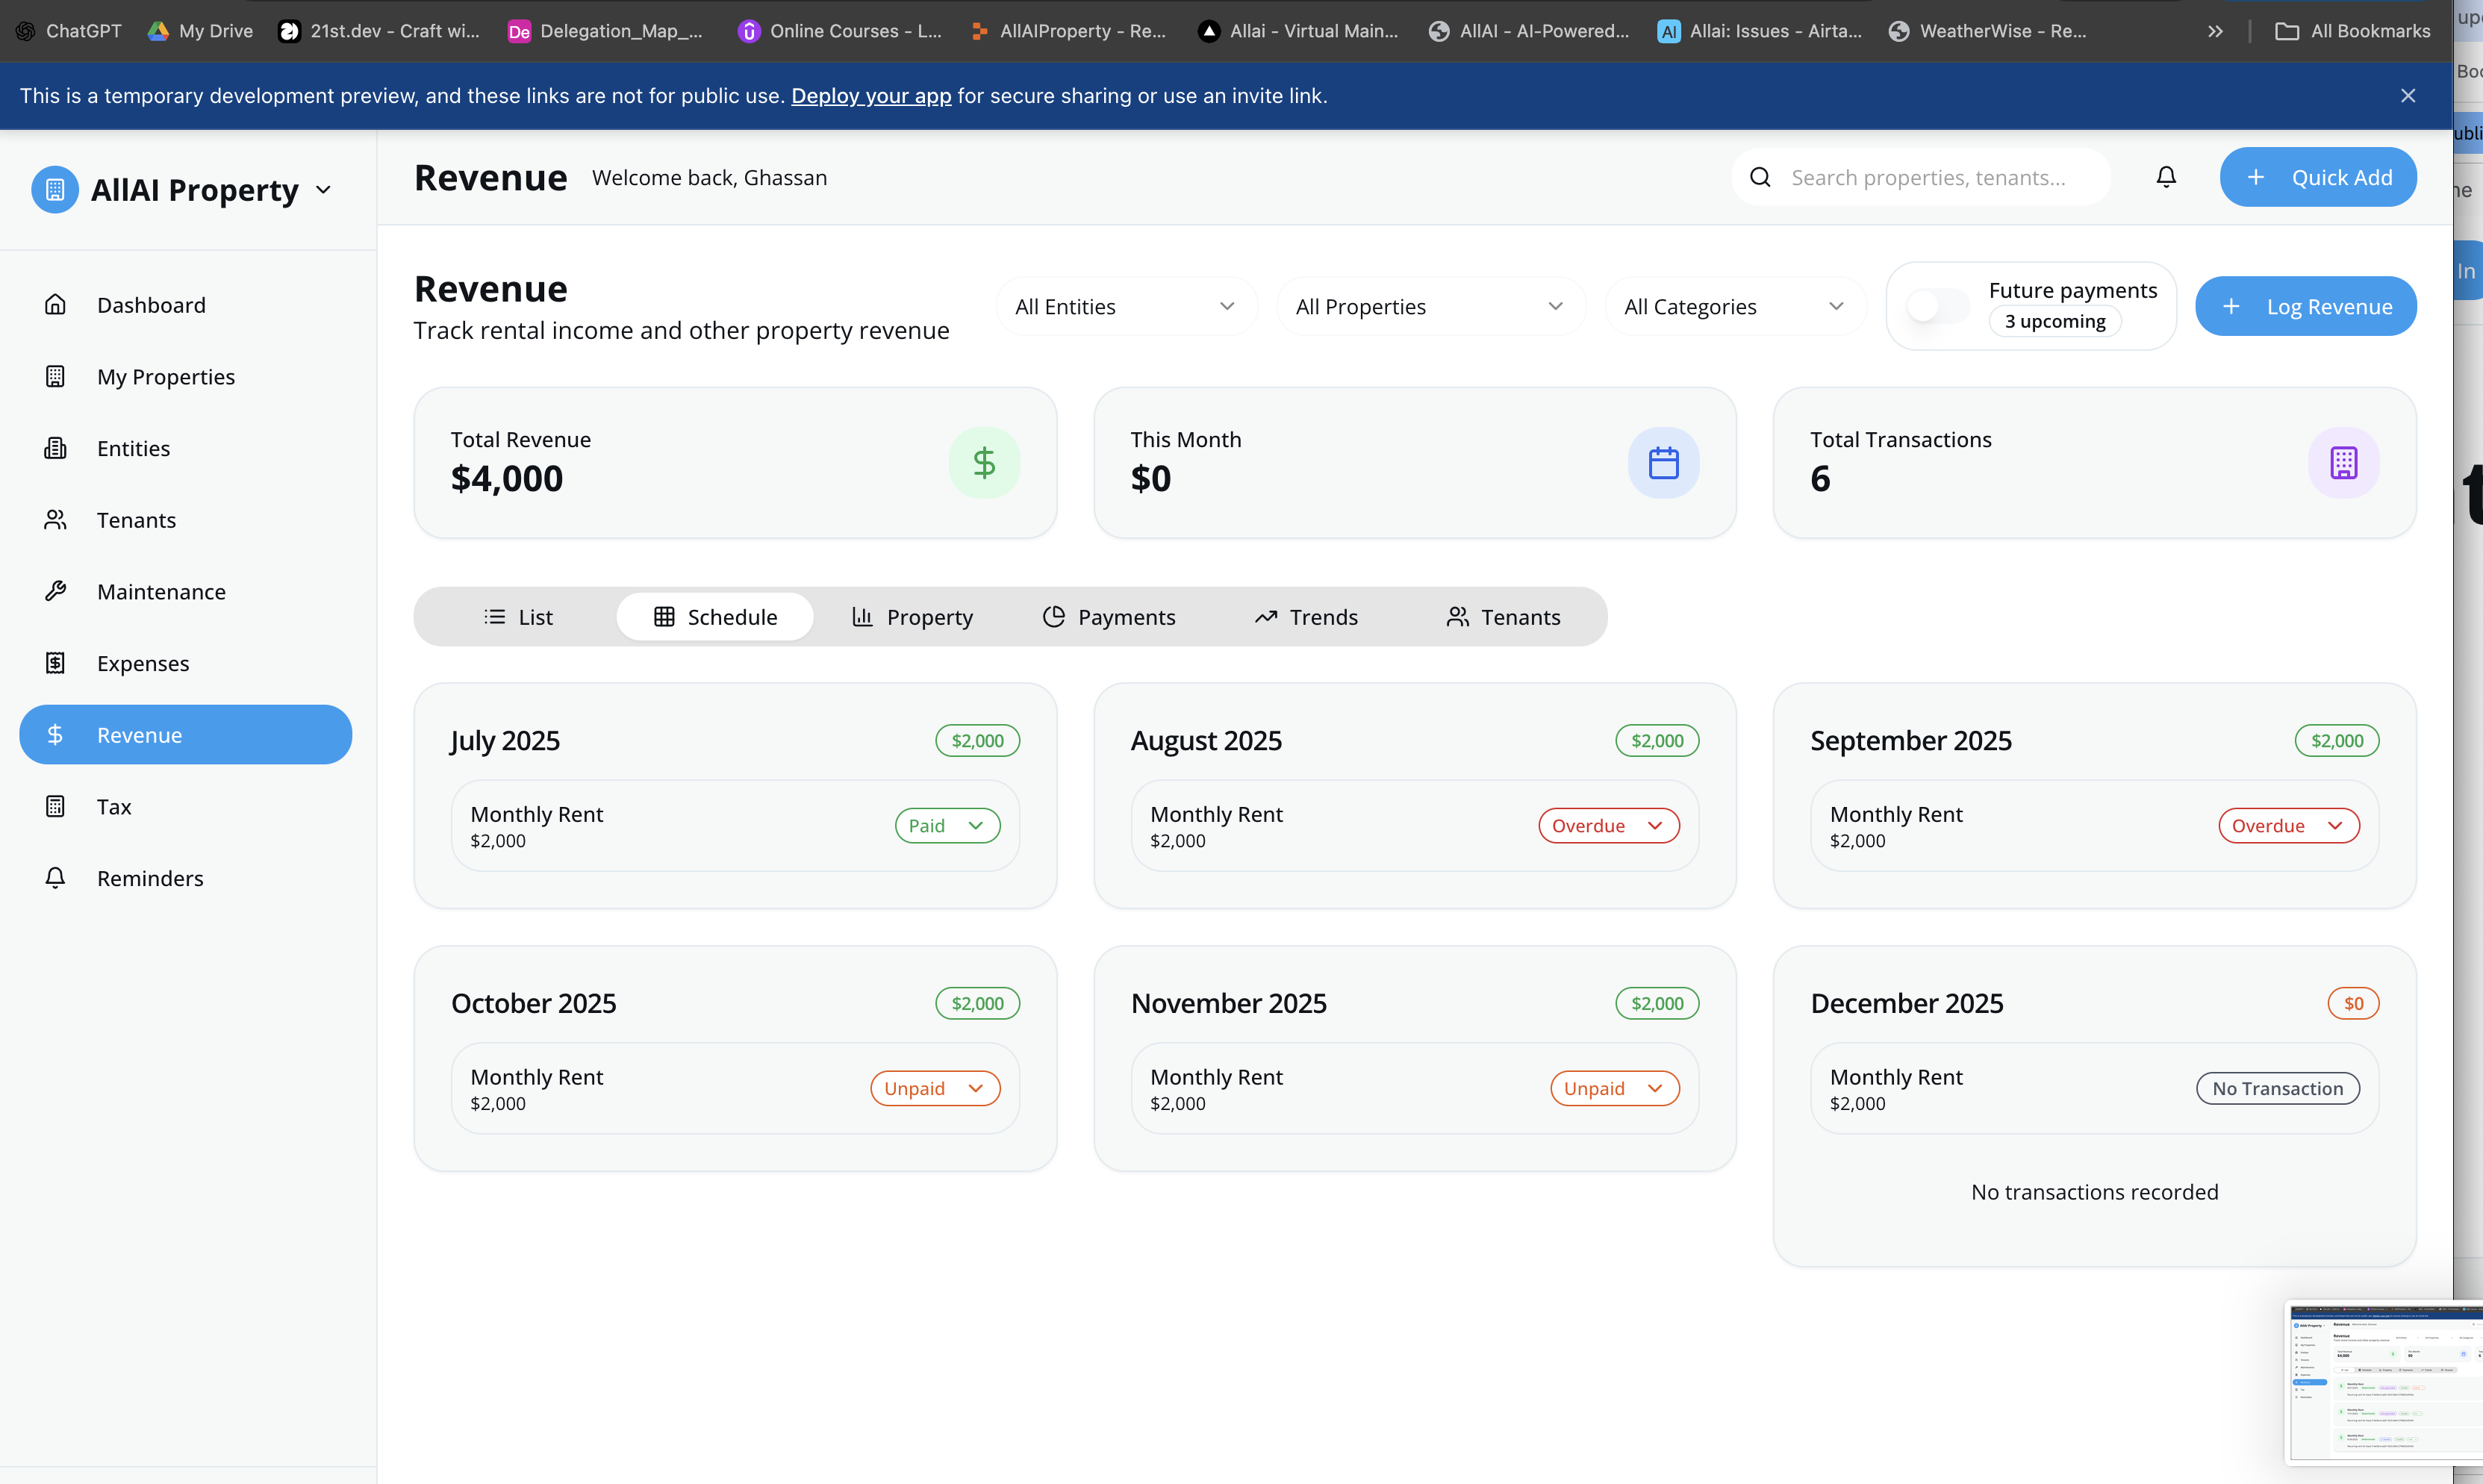 ChatGPT
My Drive
21st.dev - Craft wi...
De
Delegation_Map_...
Online Courses - L...
AllAIProperty - Re...
Allai - Virtual Main...
AllAI - AI-Powered...
AI
Allai: Issues - Airta...
WeatherWise - Re...
All Bookmarks
This is a temporary development preview, and these links are not for public use. Deploy your app for secure sharing or use an invite link.
AllAI Property
Dashboard
My Properties
Entities
Tenants
Maintenance
Expenses
Revenue
Tax
Reminders
Revenue
Welcome back, Ghassan
Search properties, tenants...
+ Quick Add
Revenue
Track rental income and other property revenue
All Entities
All Properties
All Categories
Future payments
3 upcoming
+ Log Revenue
Total Revenue
$4,000
This Month
$0
Total Transactions
6
List
Schedule
Property
Payments
Trends
Tenants
July 2025
$2,000
Monthly Rent
$2,000
Paid
August 2025
$2,000
Monthly Rent
$2,000
Overdue
September 2025
$2,000
Monthly Rent
$2,000
Overdue
October 2025
$2,000
Monthly Rent
$2,000
Unpaid
November 2025
$2,000
Monthly Rent
$2,000
Unpaid
December 2025
$0
Monthly Rent
$2,000
No Transaction
No transactions recorded